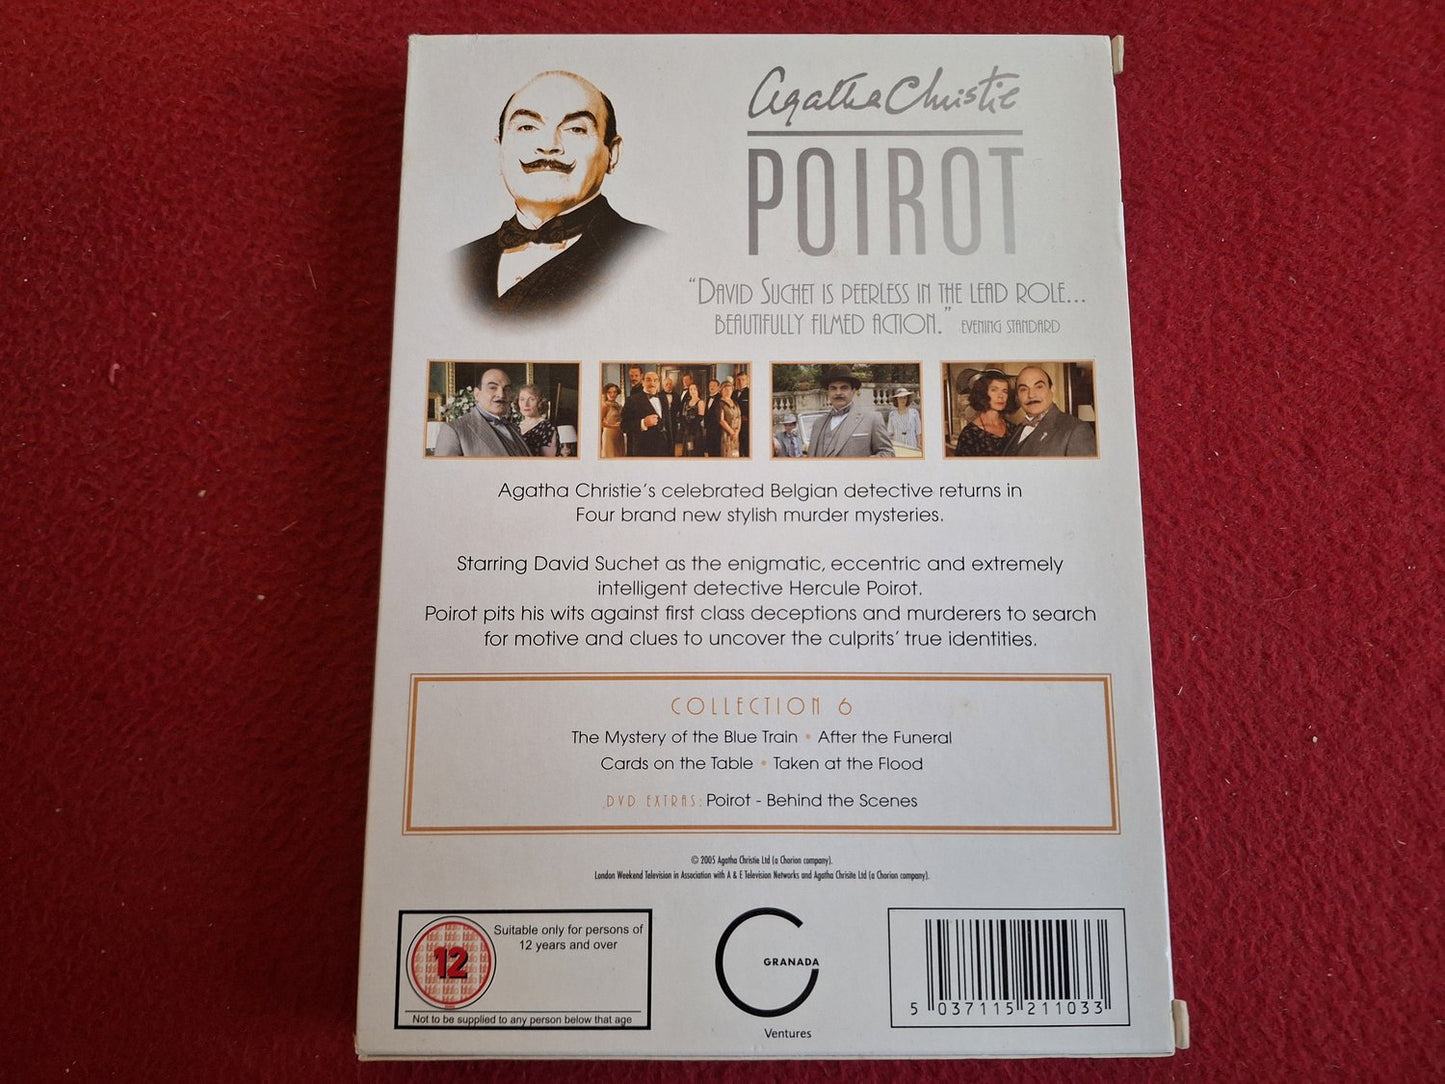 Agatha Christie
POIROT
“DAVID SUCHET IS PEERLESS IN THE LEAD ROLE...
BEAUTIFULLY FILMED ACTION.” EVENING STANDARD
Agatha Christie's celebrated Belgian detective returns in
Four brand new stylish murder mysteries.
Starring David Suchet as the enigmatic, eccentric and extremely
intelligent detective Hercule Poirot.
Poirot pits his wits against first class deceptions and murderers to search
for motive and clues to uncover the culprits' true identities.
COLLECTION 6
The Mystery of the Blue Train • After the Funeral
Cards on the Table • Taken at the Flood
DVD EXTRAS: Poirot - Behind the Scenes
© 2005 Agatha Christie Ltd (a Chorion company).
London Weekend Television in Association with A & E Television Networks and Agatha Chrisite Ltd (a Chorion company).
12
Suitable only for persons of
12 years and over
Not to be supplied to any person below that age
GRANADA
Ventures
5 037115 211033